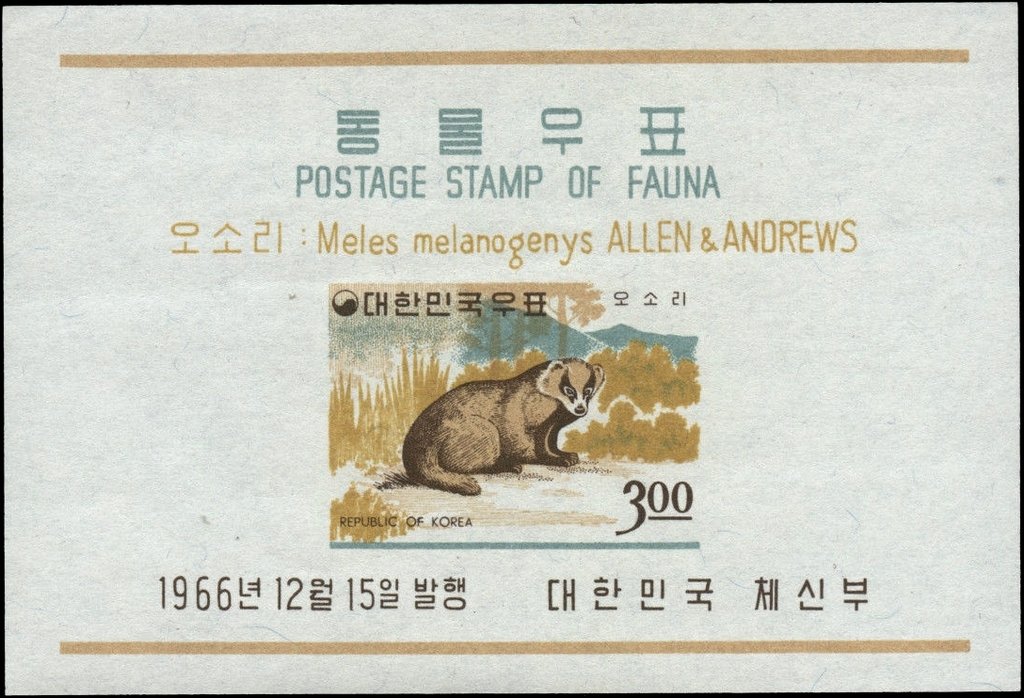 동물우표
POSTAGE STAMP OF FAUNA
오소리 : Meles melanogenys ALLEN & ANDREWS
대한민국우표 오소리
300
REPUBLIC OF KOREA
1966년 12월 15일 발행 대한민국 체신부